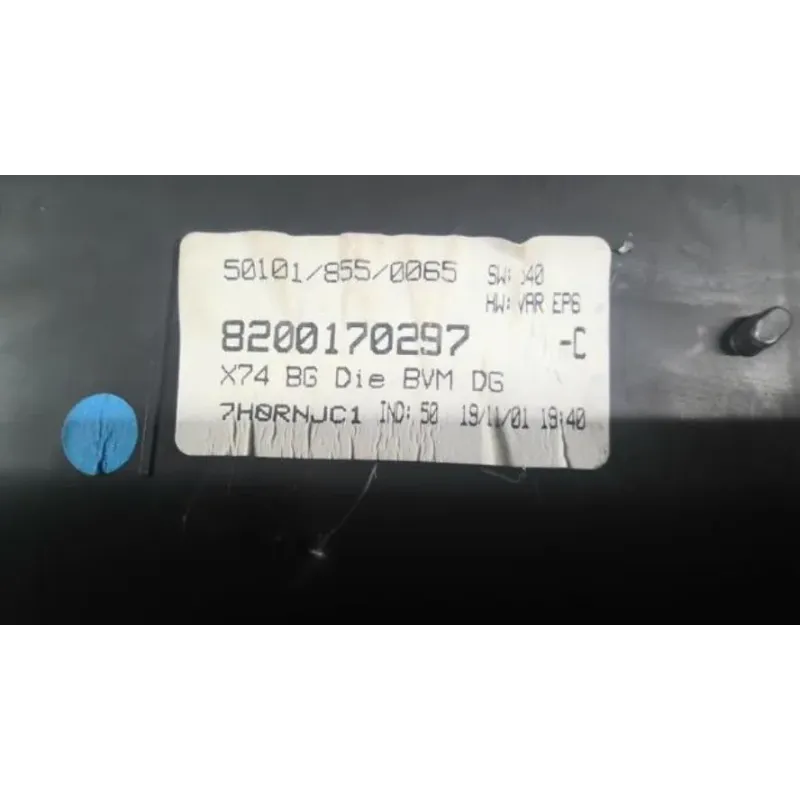 50101/855/0065 SW: 40
HW: VAR EP6
8200170297 -C
X74 BG Die BVM DG
7H0RNJC1 IND: 50 19/11/01 19:40